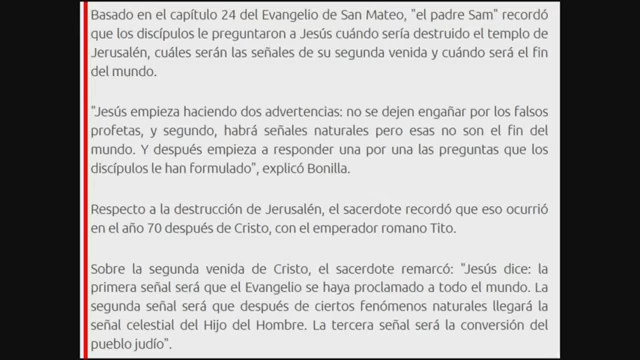 Basado en el capítulo 24 del Evangelio de San Mateo, "el padre Sam" recordó
que los discípulos le preguntaron a Jesús cuándo sería destruido el templo de
Jerusalén, cuáles serán las señales de su segunda venida y cuándo será el fin
del mundo.
"Jesús empieza haciendo dos advertencias: no se dejen engañar por los falsos
profetas, y segundo, habrá señales naturales pero esas no son el fin del
mundo. Y después empieza a responder una por una las preguntas que los
discípulos le han formulado", explicó Bonilla.
Respecto a la destrucción de Jerusalén, el sacerdote recordó que eso ocurrió
en el año 70 después de Cristo, con el emperador romano Tito.
Sobre la segunda venida de Cristo, el sacerdote remarcó: "Jesús dice: la
primera señal será que el Evangelio se haya proclamado a todo el mundo. La
segunda señal será que después de ciertos fenómenos naturales llegará la
señal celestial del Hijo del Hombre. La tercera señal será la conversión del
pueblo judío".